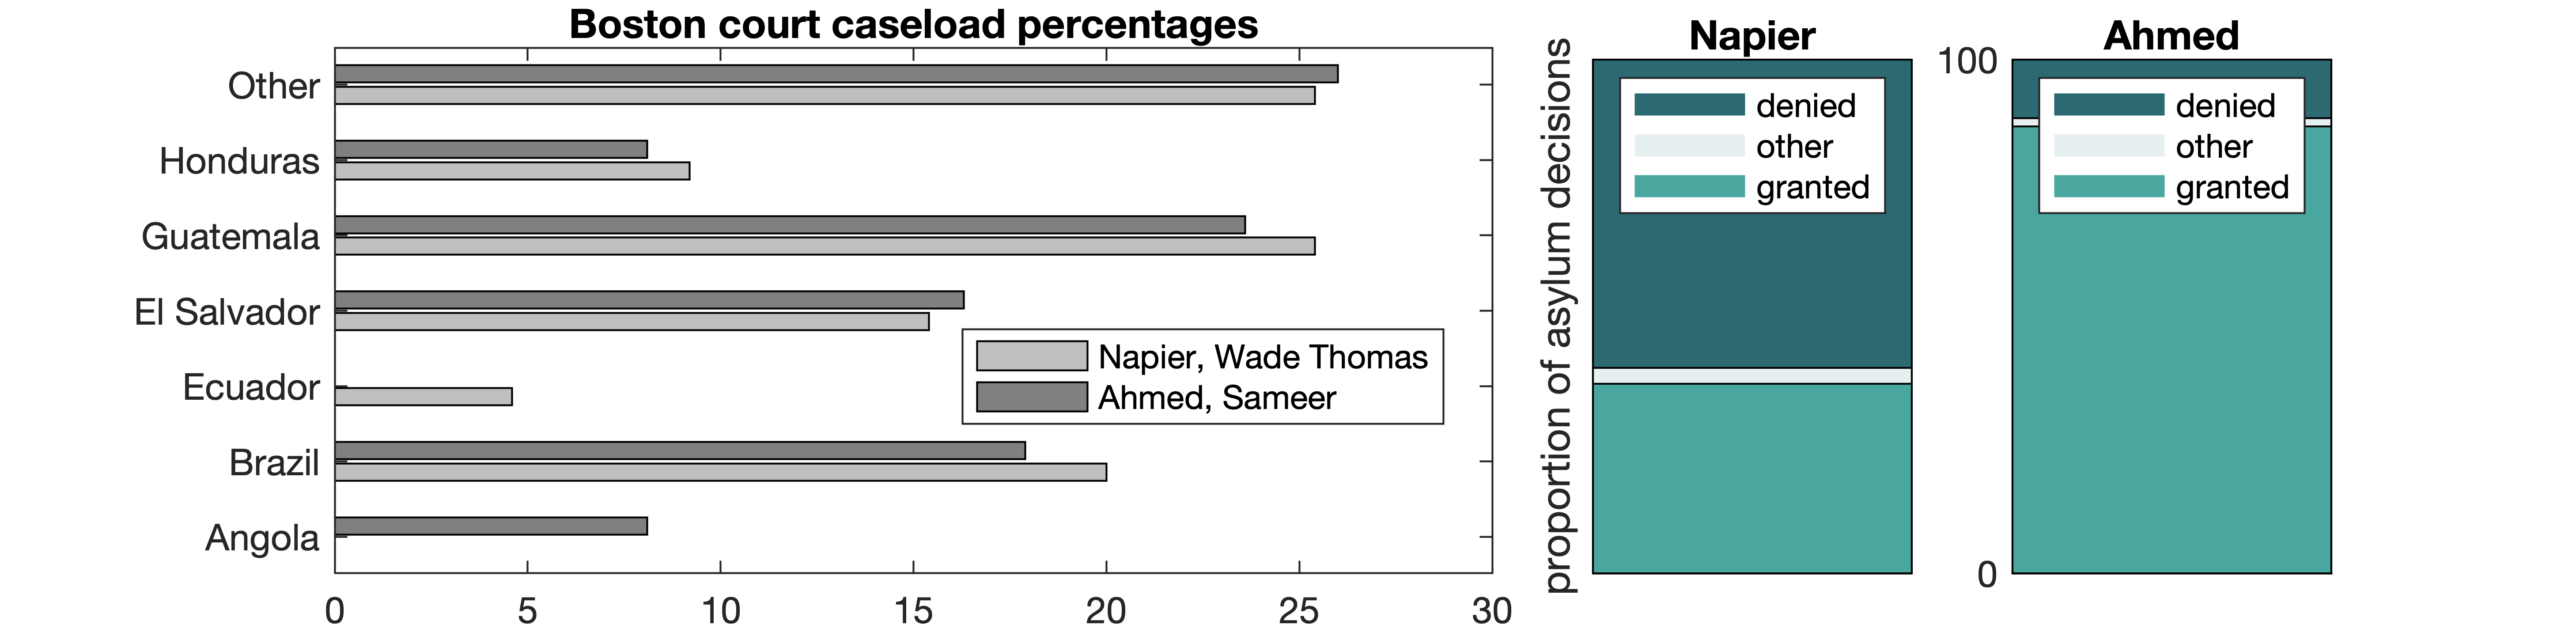 Boston court caseload percentages
Other
Honduras
Guatemala
El Salvador
Ecuador
Brazil
Angola
0 5 10 15 20 25 30
Napier, Wade Thomas
Ahmed, Sameer
proportion of asylum decisions
Napier
denied
other
granted
Ahmed
100
0
denied
other
granted